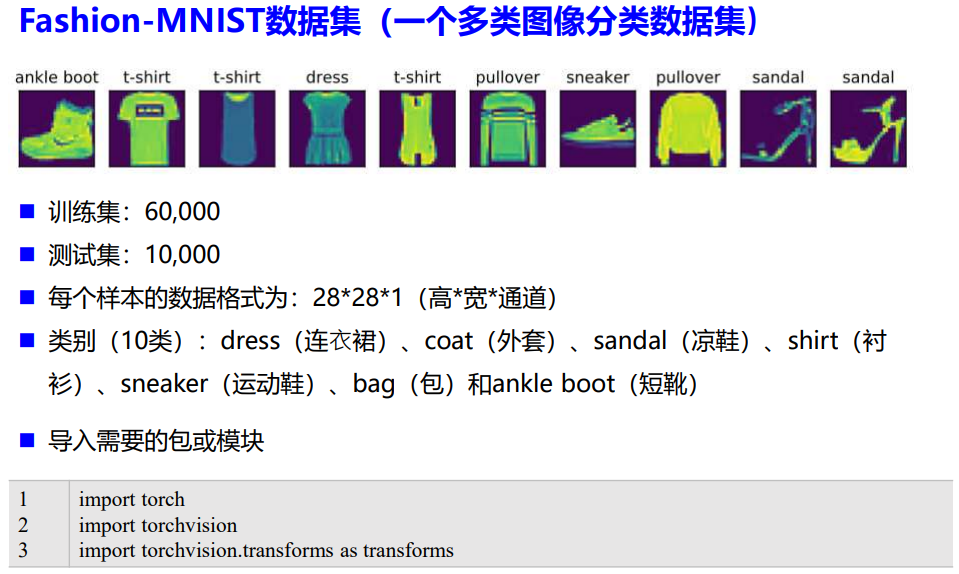 Fashion-MNIST数据集（一个多类图像分类数据集）
ankle boot t-shirt t-shirt dress t-shirt pullover sneaker pullover sandal sandal
■ 训练集：60,000
■ 测试集：10,000
■ 每个样本的数据格式为：28*28*1（高*宽*通道）
■ 类别（10类）：dress（连衣裙）、coat（外套）、sandal（凉鞋）、shirt（衬
衫）、sneaker（运动鞋）、bag（包）和ankle boot（短靴）
■ 导入需要的包或模块
1 import torch
2 import torchvision
3 import torchvision.transforms as transforms